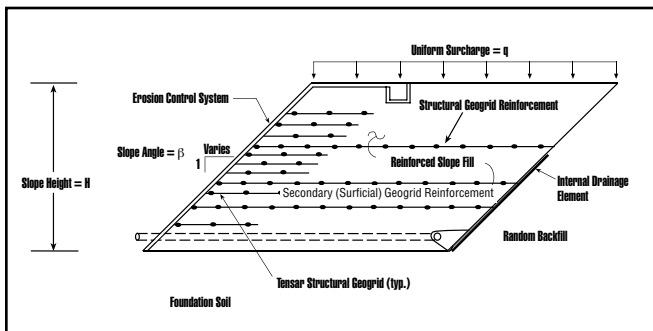 Uniform Surcharge = q
Erosion Control System
Structural Geogrid Reinforcement
Slope Angle = β
Varies
1
Reinforced Slope Fill
Slope Height = H
Secondary (Surficial) Geogrid Reinforcement
Internal Drainage
Element
Random Backfill
Tensar Structural Geogrid (typ.)
Foundation Soil